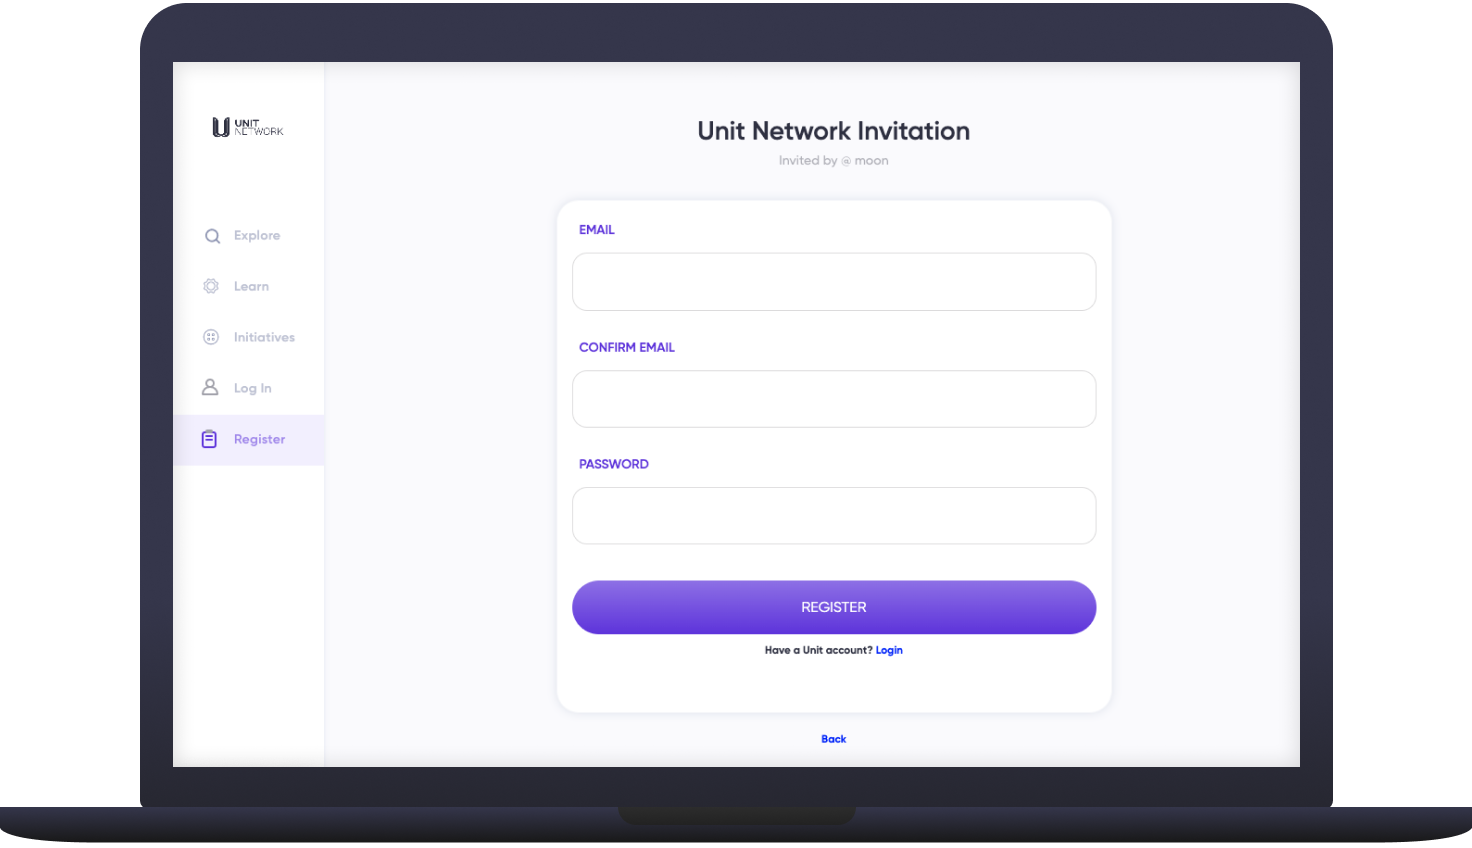 UNIT
NETWORK
Explore
Learn
Initiatives
Log In
Register
Unit Network Invitation
Invited by @ moon
EMAIL
CONFIRM EMAIL
PASSWORD
REGISTER
Have a Unit account? Login
Back